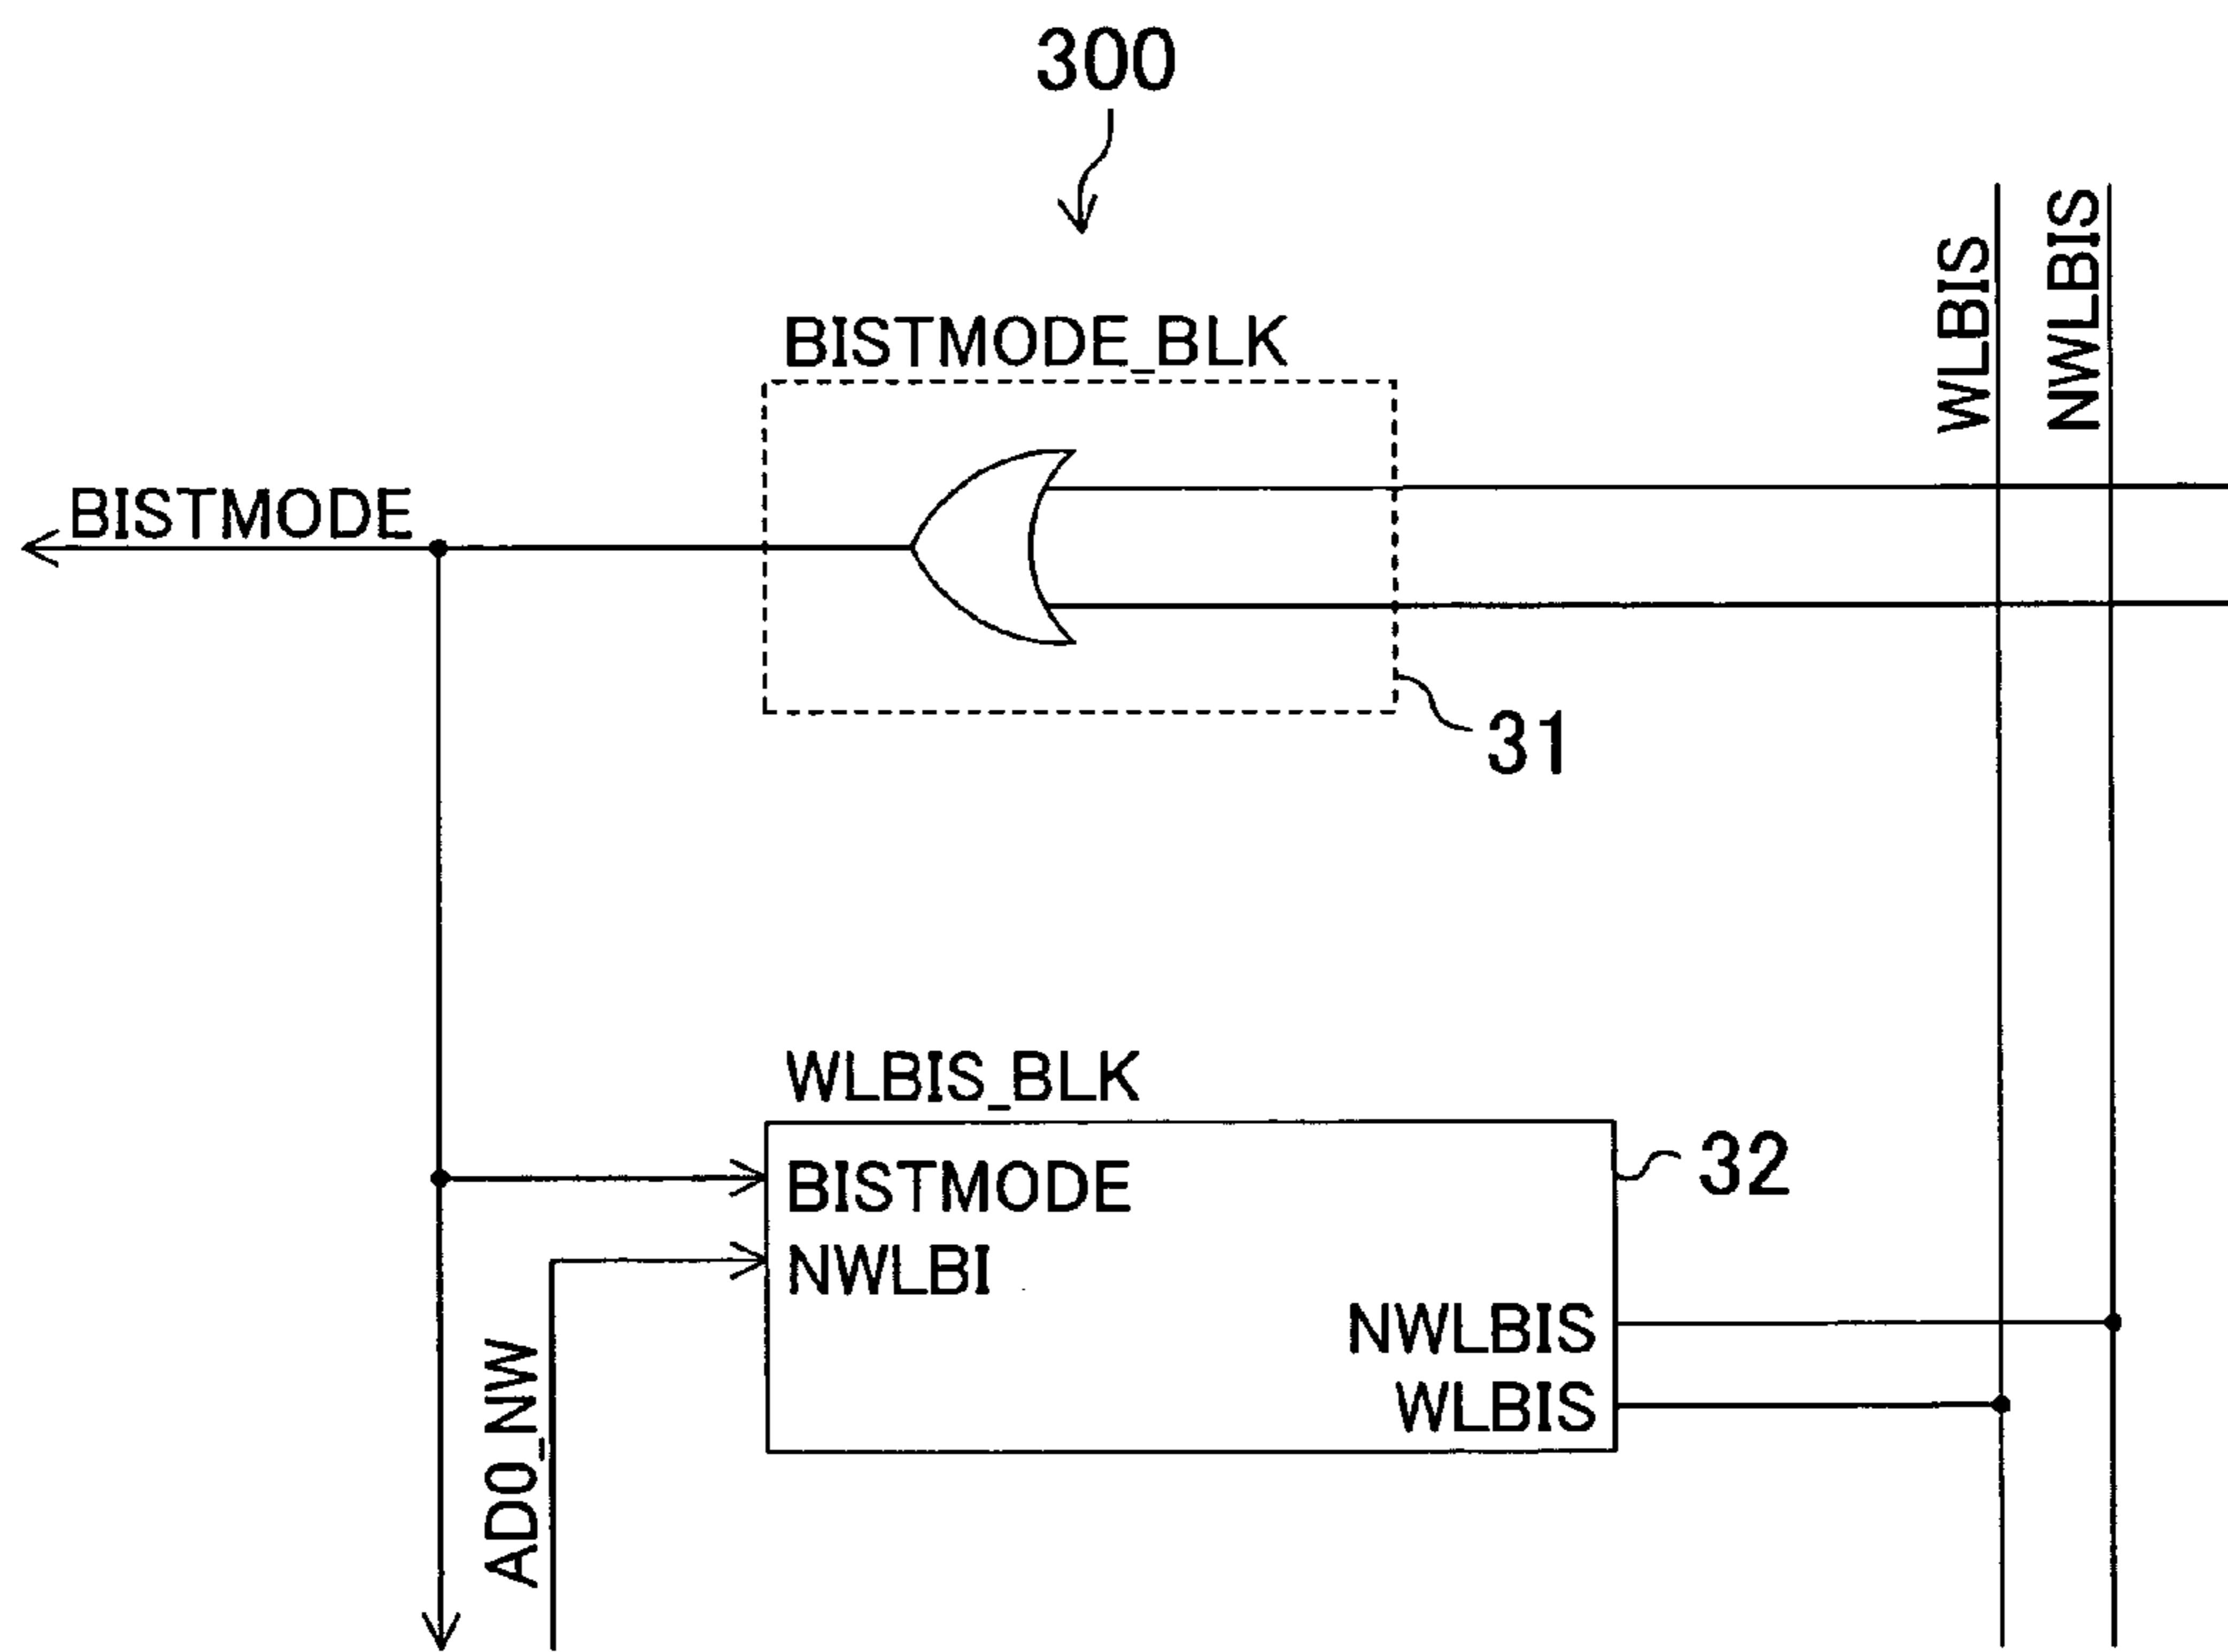 300
WLBIS
NWLBIS
BISTMODE_BLK
BISTMODE
31
WLBIS_BLK
32
BISTMODE
NWLBI
NWLBIS
WLBIS
AD0_NW